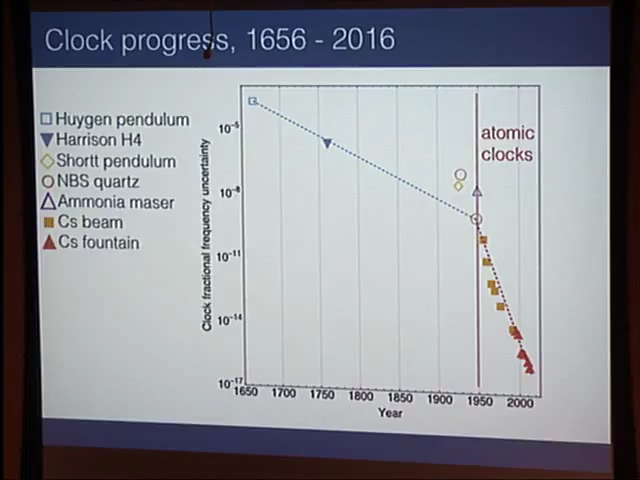 Clock progress, 1656 - 2016
Huygen pendulum
Harrison H4
Shortt pendulum
NBS quartz
Ammonia maser
Cs beam
Cs fountain
Clock fractional frequency uncertainty
10⁻⁵
10⁻⁸
10⁻¹¹
10⁻¹⁴
10⁻¹⁷
atomic
clocks
1650 1700 1750 1800 1850 1900 1950 2000
Year